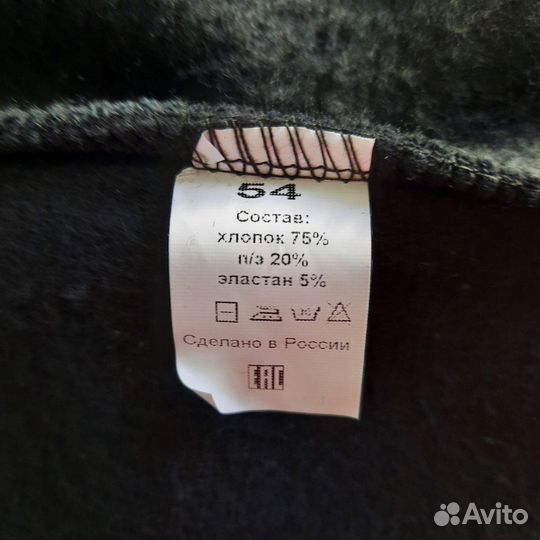 54
Состав:
хлопок 75%
п/э 20%
эластан 5%
Сделано в России
EAC
Avito